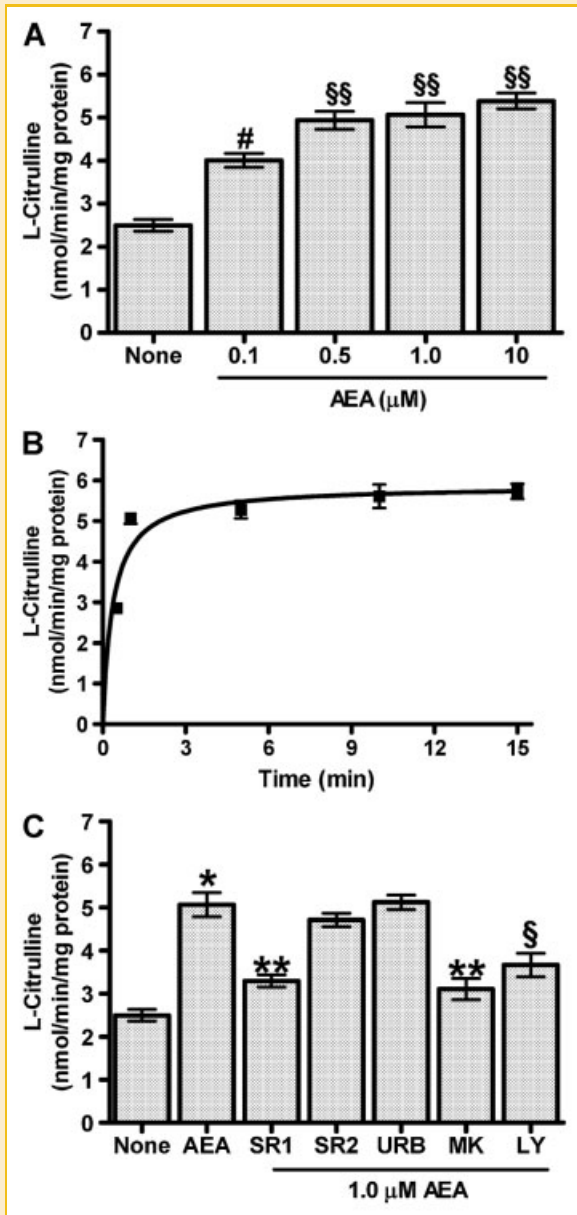 A
L-Citrulline
(nmol/min/mg protein)
7
6
5
4
3
2
1
0
#
§§
§§
§§
None
0.1
0.5
1.0
10
AEA (μM)
B
L-Citrulline
(nmol/min/mg protein)
7
6
5
4
3
2
1
0
0
3
6
9
12
15
Time (min)
C
L-Citrulline
(nmol/min/mg protein)
7
6
5
4
3
2
1
0
*
**
**
§
None
AEA
SR1
SR2
URB
MK
LY
1.0 μM AEA